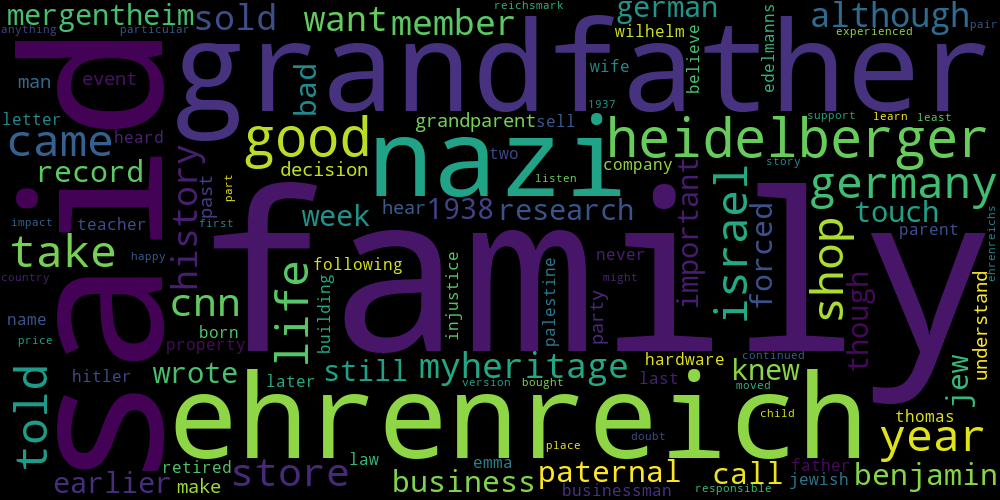 reichsmark
mergentheim sold want member german although
anything particular wilhelm experienced pair
said grandfather
man event bad wife believe edelmanns
letter 1937 support learn least
came heard good grandparent sell heidelberger
record decision nazi two company story
teacher past part listen germany
impact history week hear 1938 research important israel forced touch
take first parent
happy family
country cnn life following never shop though
name born building injustice palestine party might understand ehrenreichs
price property hardware continued
told hitler wrote later still myheritage last knew jew
version bought moved
ehrenreich child thomas
doubt year
place
earlier retired store law emma paternal call father benjamin
make business businessman responsible jewish